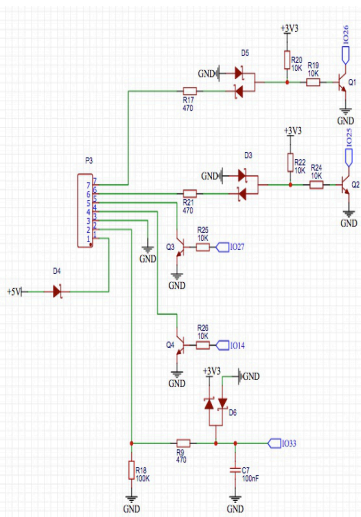 +3V3
IO26
D5
R20
10K
R19
10K
GND
Q1
R17
470
GND
+3V3
IO25
D3
R22
10K
R24
10K
GND
Q2
P3
R21
470
GND
7
6
5
4
3
2
1
R25
10K
Q3
IO27
GND
GND
D4
+5V
R26
10K
Q4
IO14
GND
+3V3
GND
D6
R9
470
IO33
R18
100K
C7
100nF
GND
GND